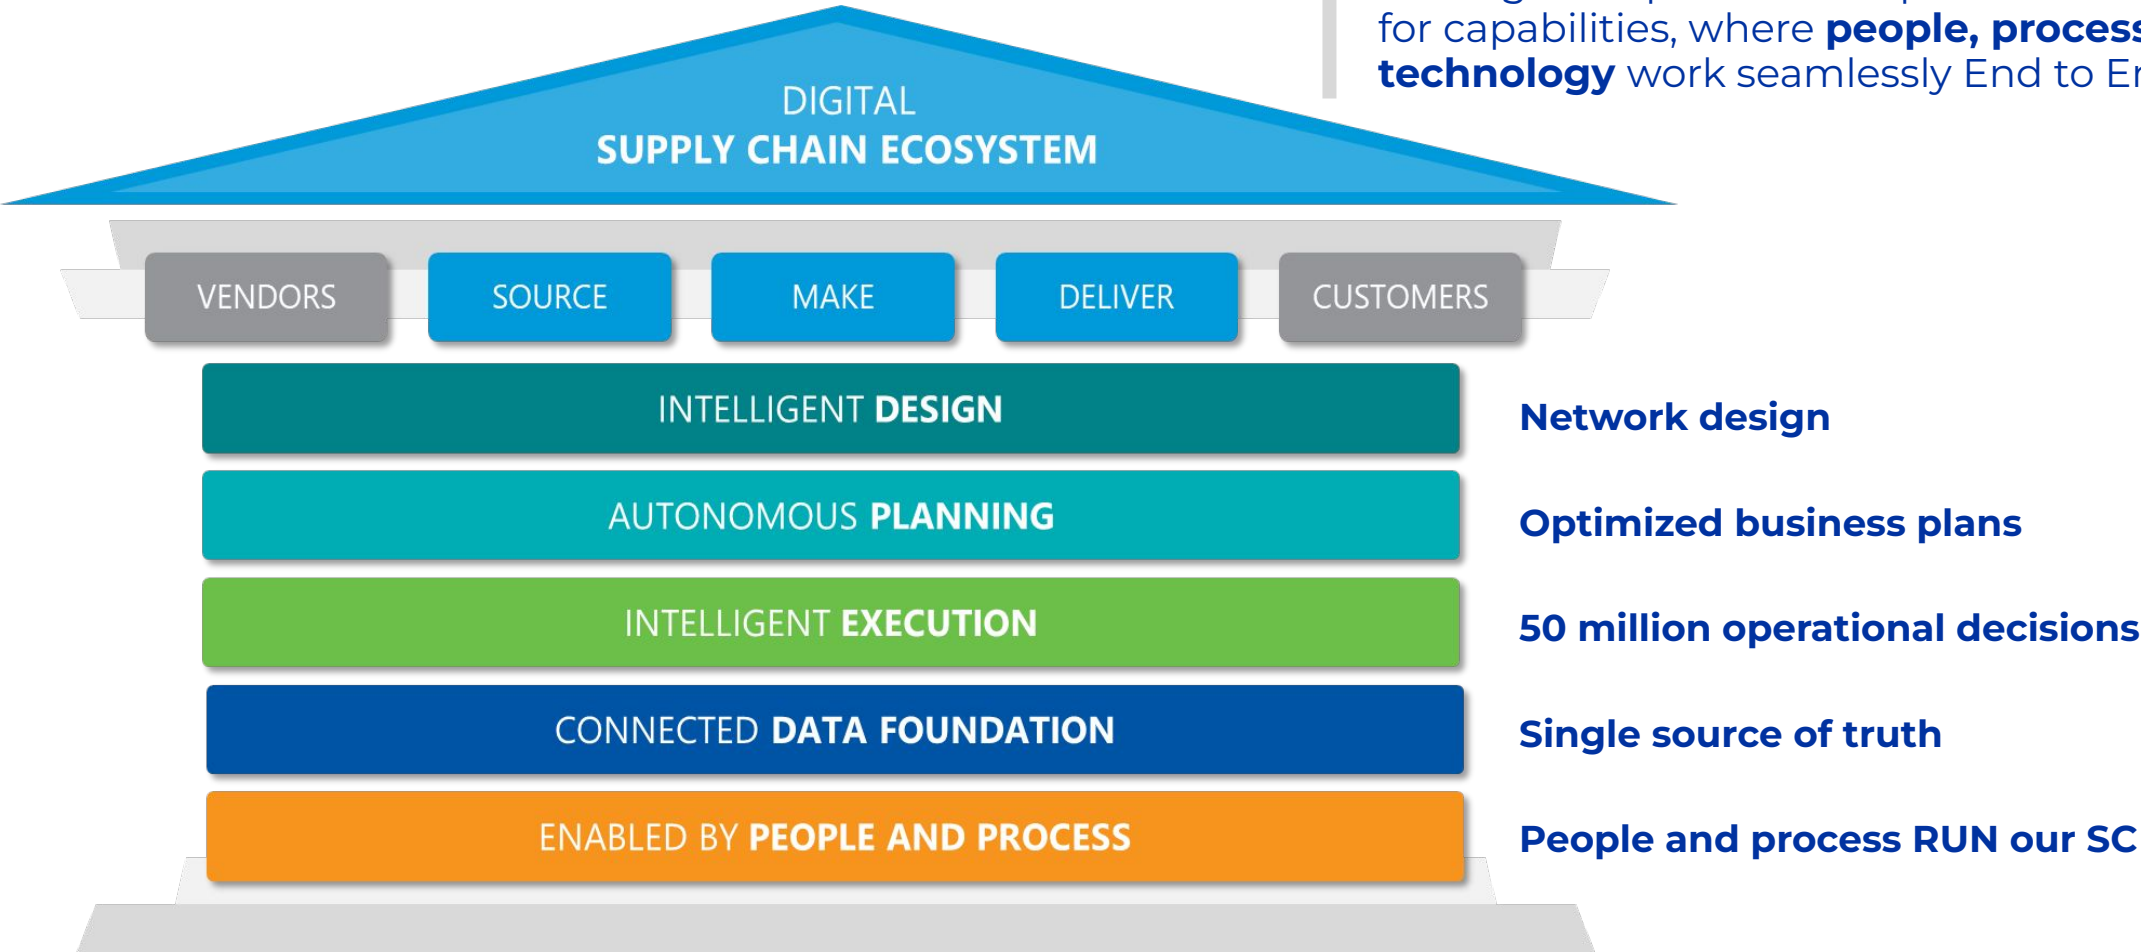 for capabilities, where people, process
technology work seamlessly End to
DIGITAL
SUPPLY CHAIN ECOSYSTEM
VENDORS
SOURCE
MAKE
DELIVER
CUSTOMERS
INTELLIGENT DESIGN
Network design
AUTONOMOUS PLANNING
Optimized business plans
INTELLIGENT EXECUTION
50 million operational decisions
CONNECTED DATA FOUNDATION
Single source of truth
ENABLED BY PEOPLE AND PROCESS
People and process RUN our SC